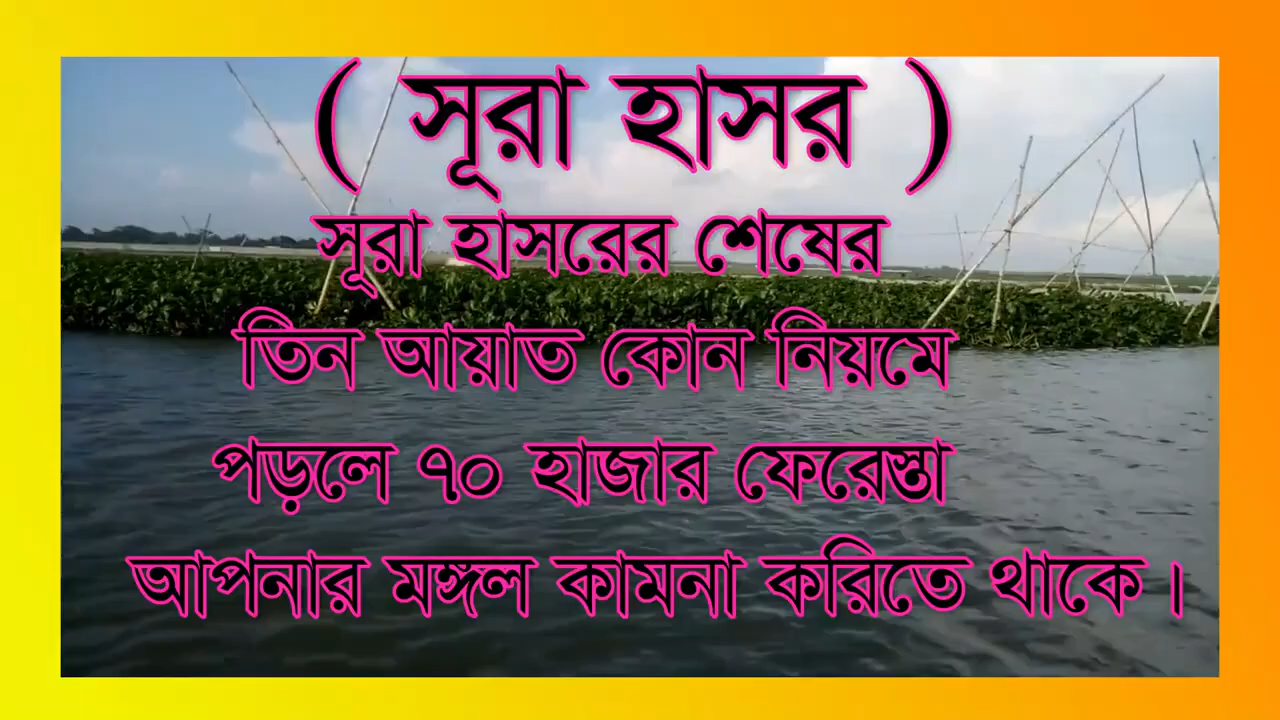 ( সূরা হাসর )
সূরা হাসরের শেষের
তিন আয়াত কোন নিয়মে
পড়লে ৭০ হাজার ফেরেস্তা
আপনার মঙ্গল কামনা করিতে থাকে ।